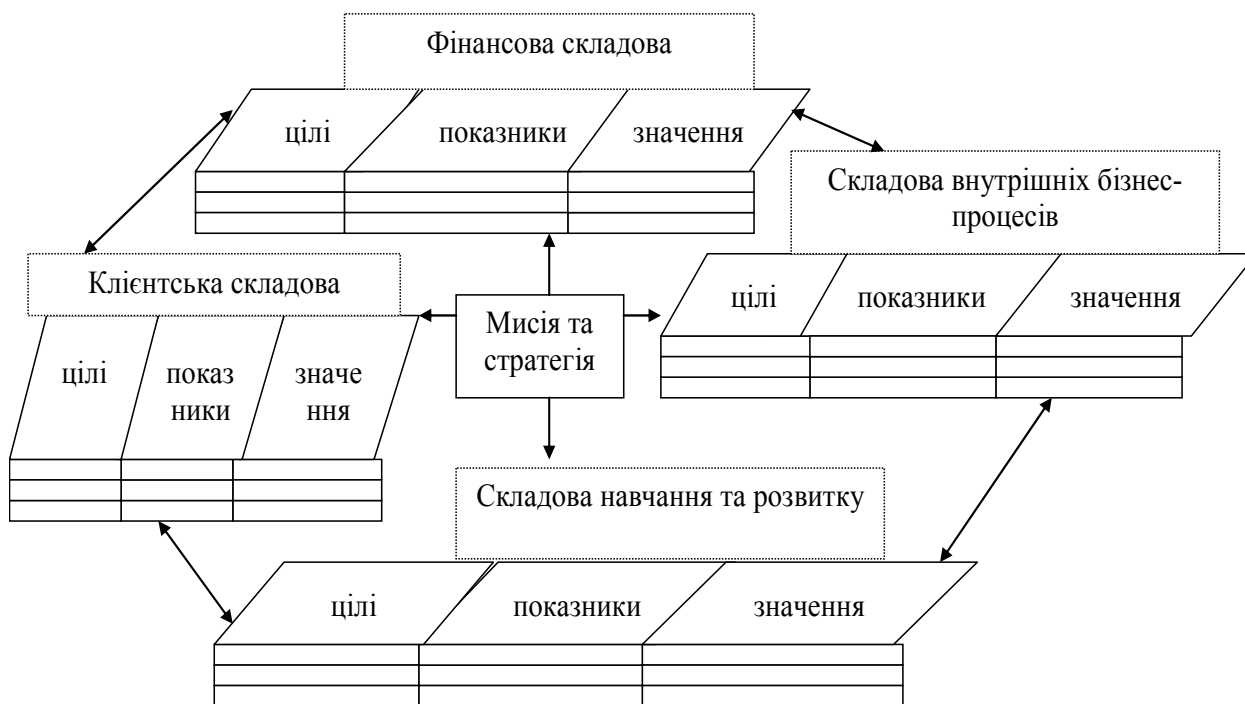 Фінансова складова
цілі показники значення
Складова внутрішніх бізнес-
процесів
Клієнтська складова
цілі показники значення
Мисія та
стратегія
цілі показ значе
ники ння
Складова навчання та розвитку
цілі показники значення